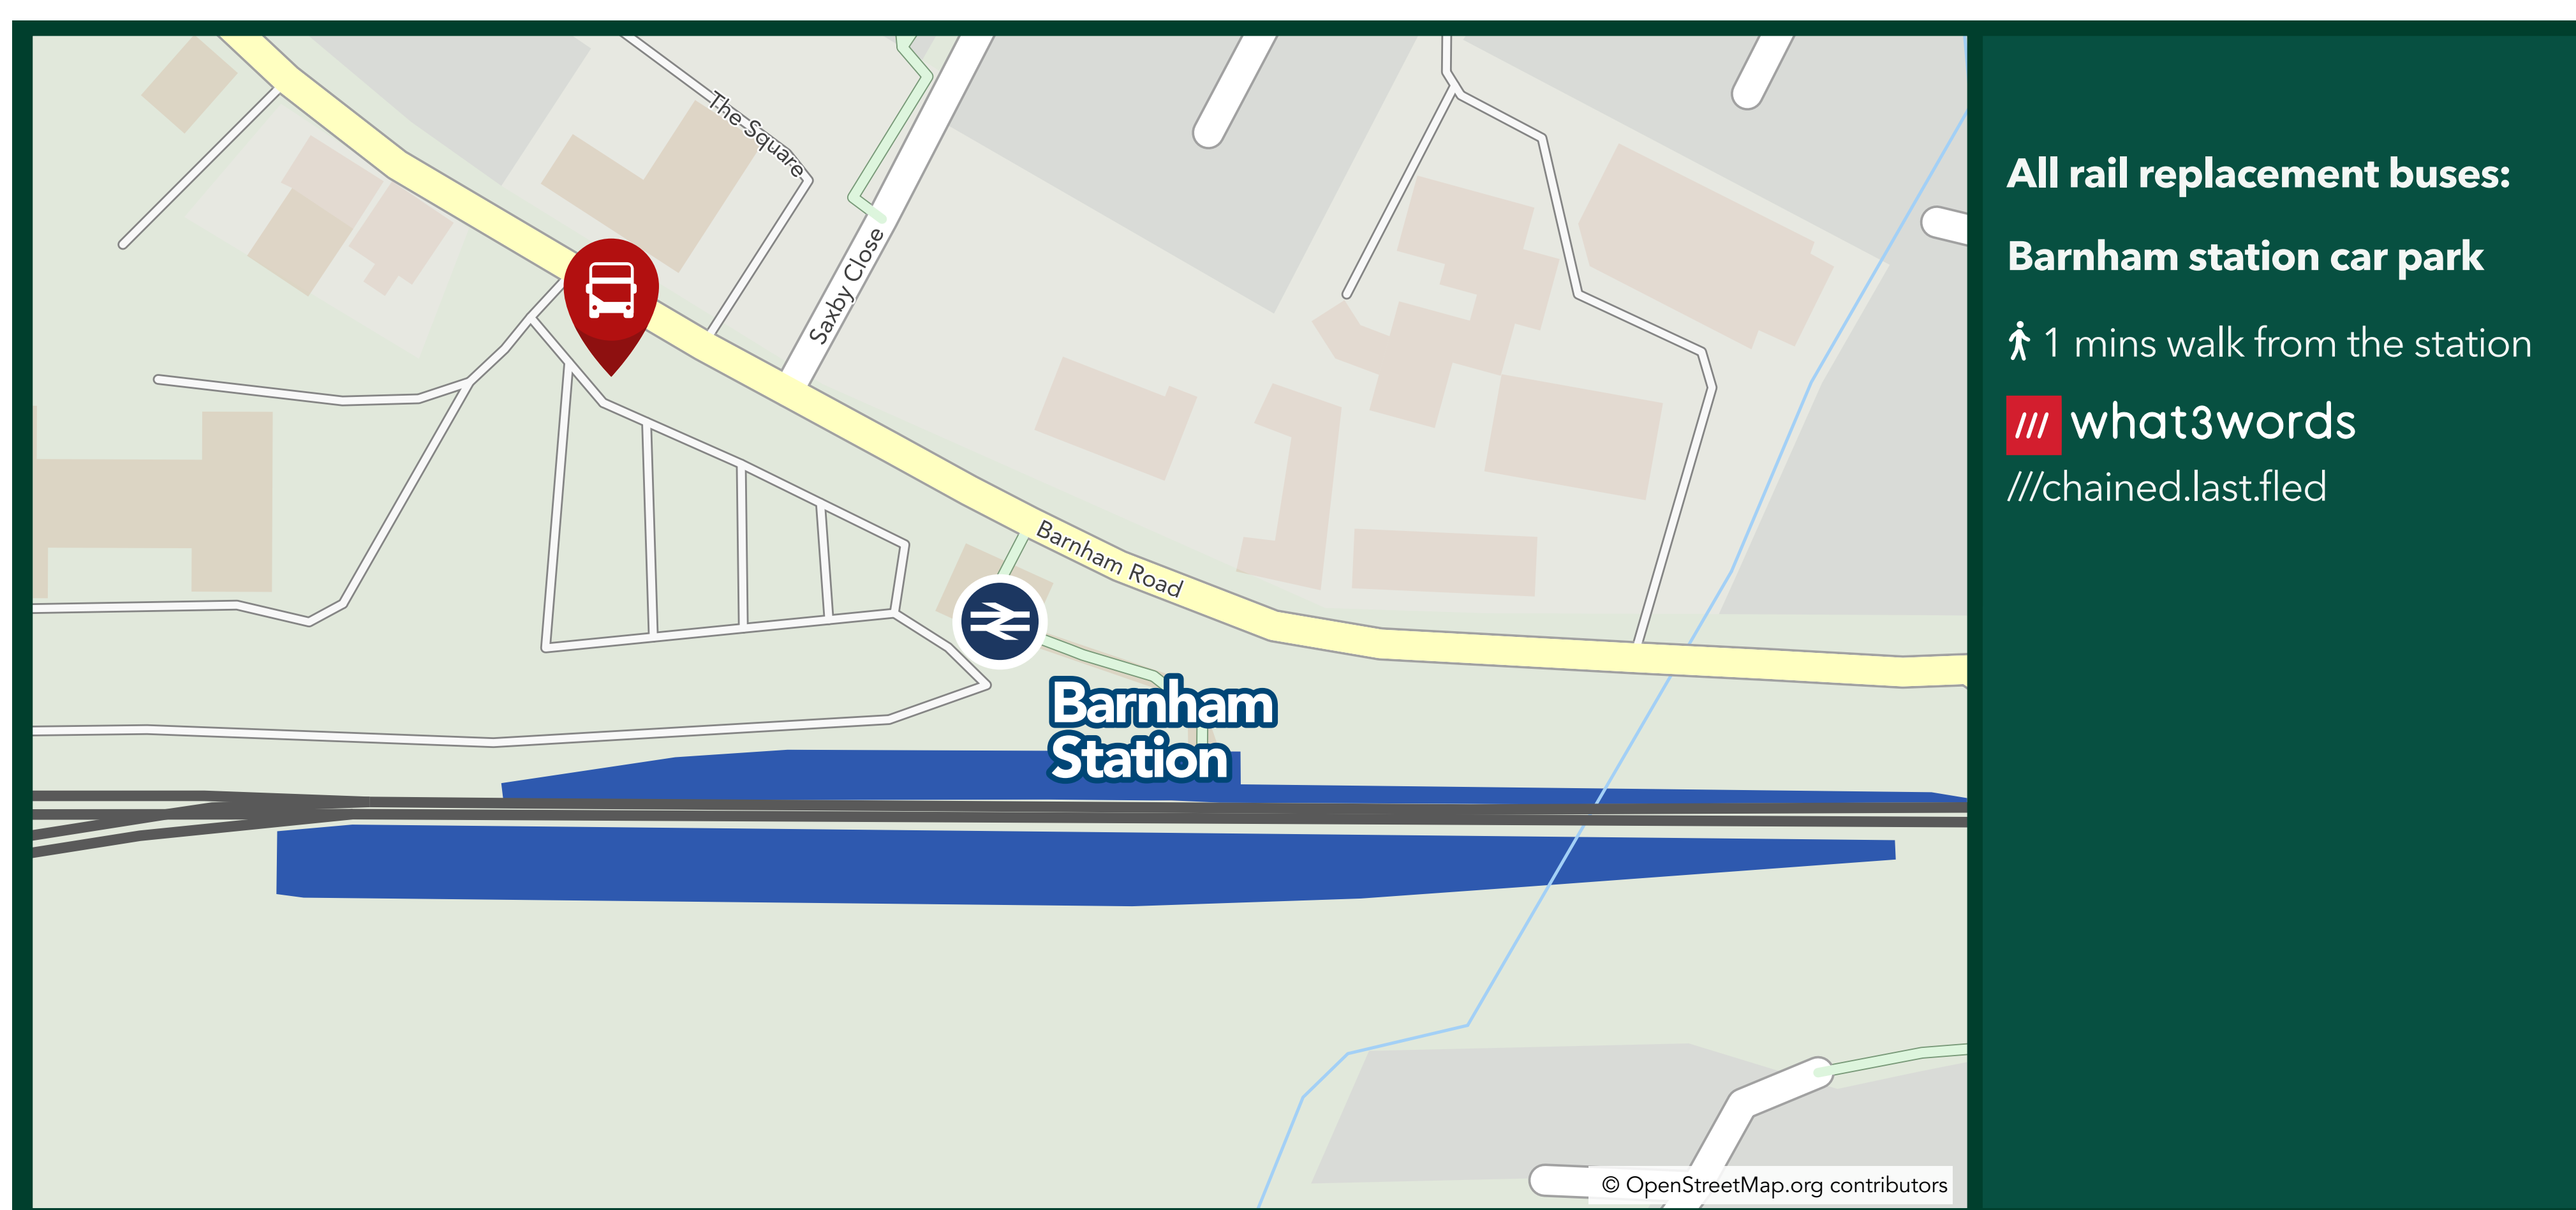 The Square
Saxby Close
Barnham Road
Barnham
Station
© OpenStreetMap.org contributors
All rail replacement buses:
Barnham station car park
1 mins walk from the station
/// what3words
///chained.last.fled